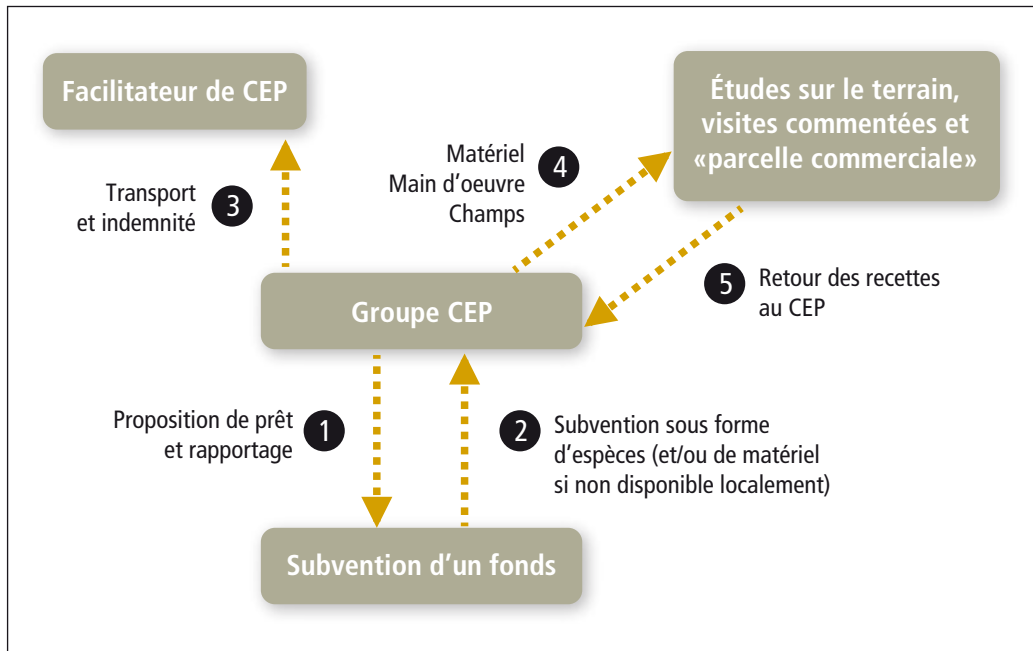 Facilitateur de CEP
Études sur le terrain,
visites commentées et
«parcelle commerciale»
Transport
et indemnité
3
Matériel
Main d'oeuvre
Champs
4
5
Retour des recettes
au CEP
Groupe CEP
Proposition de prêt
et rapportage
1
2
Subvention sous forme
d'espèces (et/ou de matériel
si non disponible localement)
Subvention d'un fonds